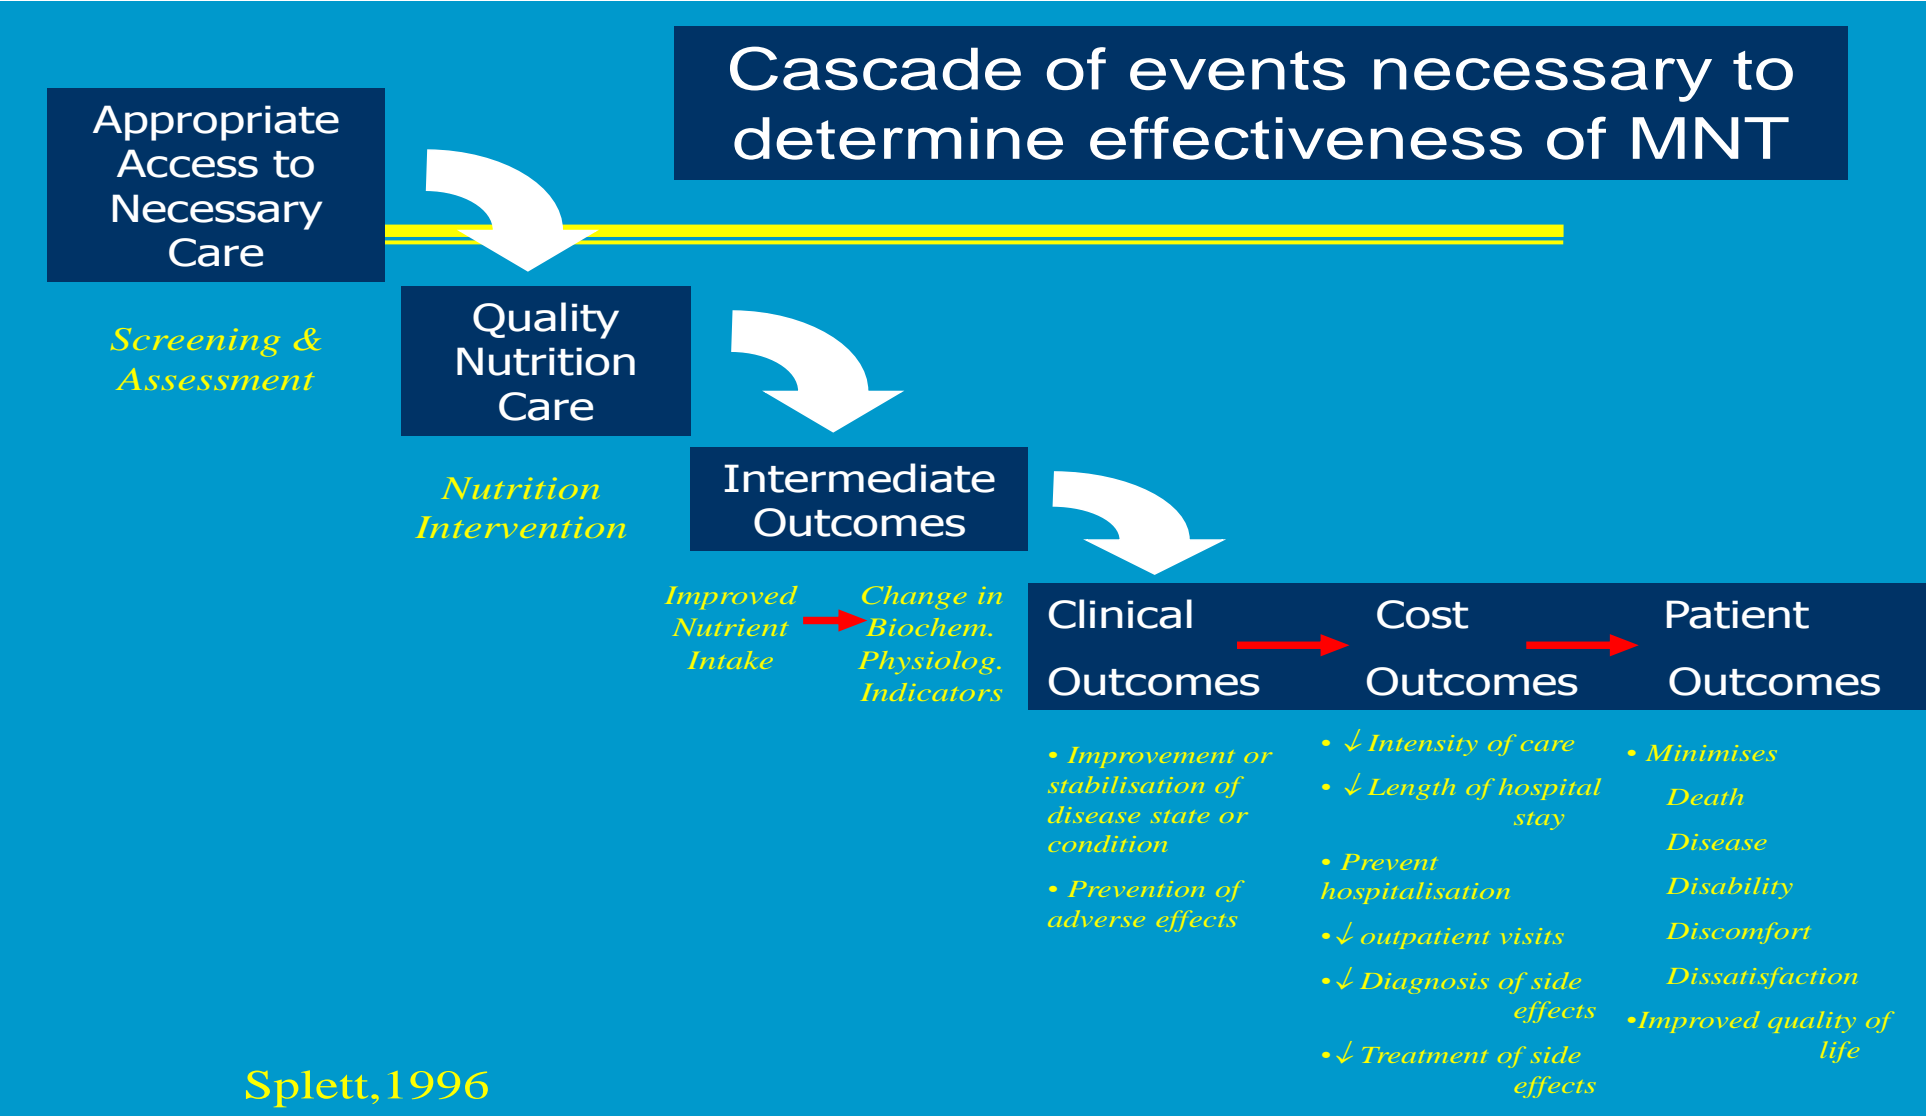 Cascade of events necessary to
determine effectiveness of MNT
Appropriate
Access to
Necessary
Care
Screening &
Assessment
Quality
Nutrition
Care
Nutrition
Intervention
Intermediate
Outcomes
Improved
Nutrient
Intake
Change in
Biochem.
Physiolog.
Indicators
Clinical
Outcomes
Cost
Outcomes
Patient
Outcomes
• Improvement or
stabilisation of
disease state or
condition
• Prevention of
adverse effects
• ↓ Intensity of care
• ↓ Length of hospital
stay
• Prevent
hospitalisation
•↓ outpatient visits
•↓ Diagnosis of side
effects
•↓ Treatment of side
effects
• Minimises
Death
Disease
Disability
Discomfort
Dissatisfaction
•Improved quality of
life
Splett,1996